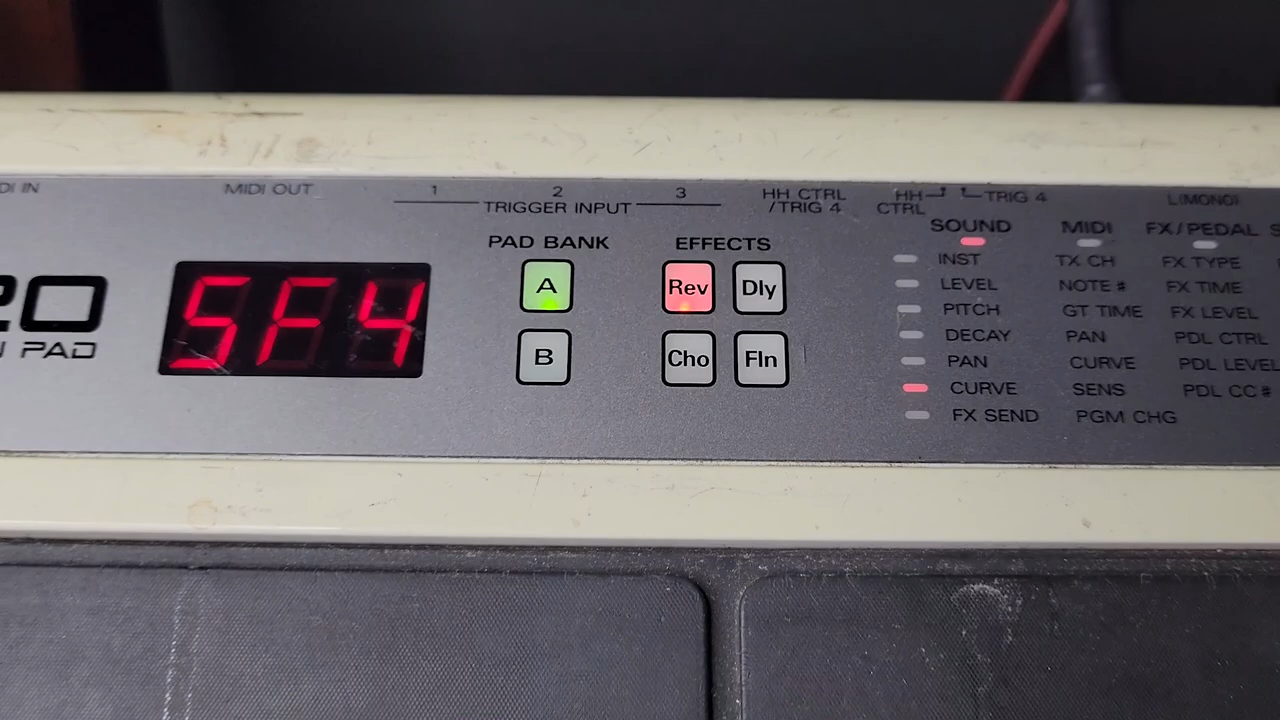 DI IN MIDI OUT 1 2 3 HH CTRL HH TRIG 4
TRIGGER INPUT /TRIG 4 CTRL
PAD BANK EFFECTS SOUND MIDI FX/PEDAL S
20
N PAD
SF4
A
B
Rev Dly
Cho Fln
INST TX CH FX TYPE
LEVEL NOTE # FX TIME
PITCH GT TIME FX LEVEL
DECAY PAN PDL CTRL
PAN CURVE PDL LEVEL
CURVE SENS PDL CC #
FX SEND PGM CHG